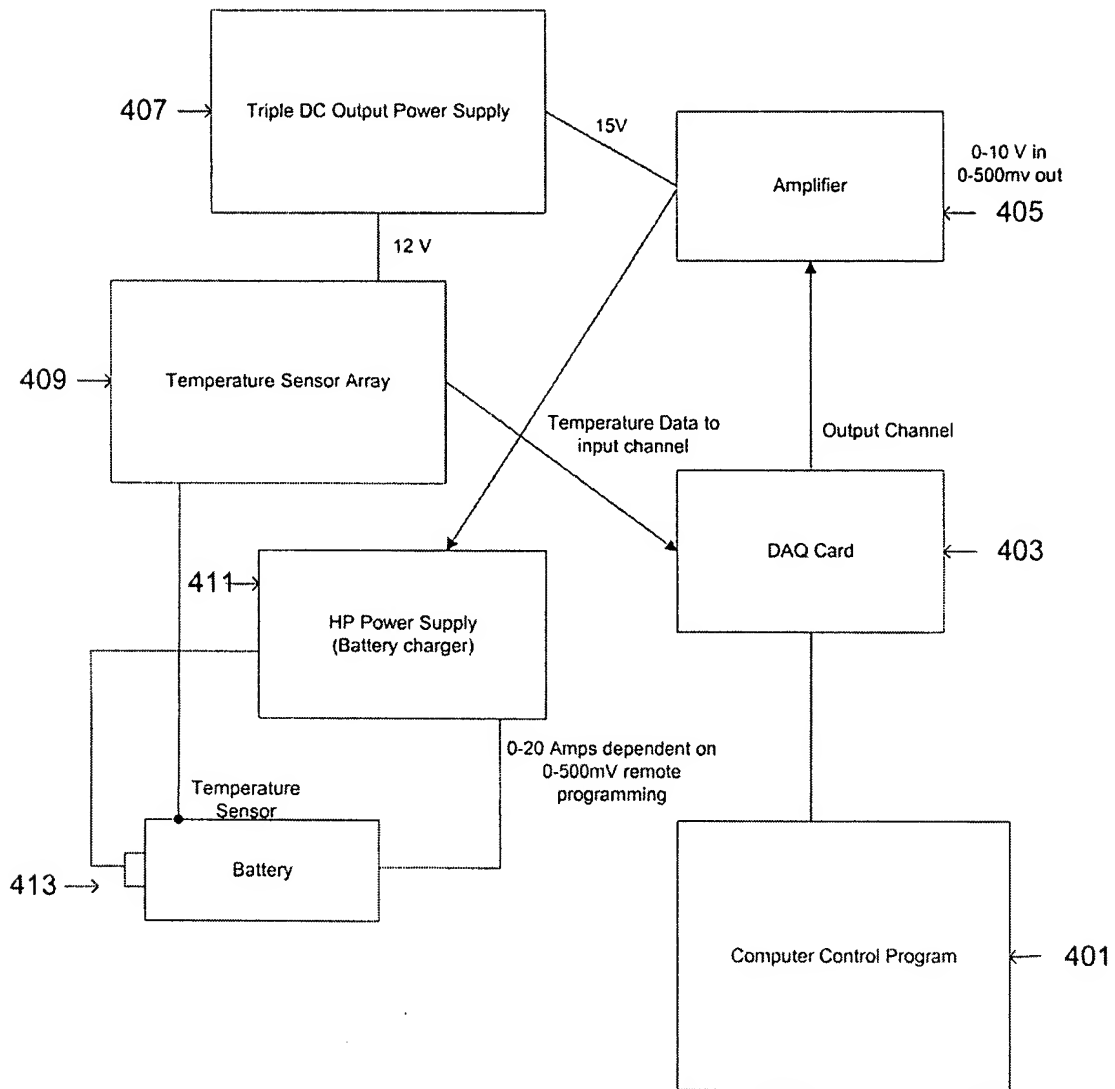 407
Triple DC Output Power Supply
15V
Amplifier
0-10 V in
0-500mv out
405
12 V
409
Temperature Sensor Array
Temperature Data to
input channel
Output Channel
DAQ Card
403
411
HP Power Supply
(Battery charger)
0-20 Amps dependent on
0-500mV remote
programming
Temperature
Sensor
Battery
413
Computer Control Program
401